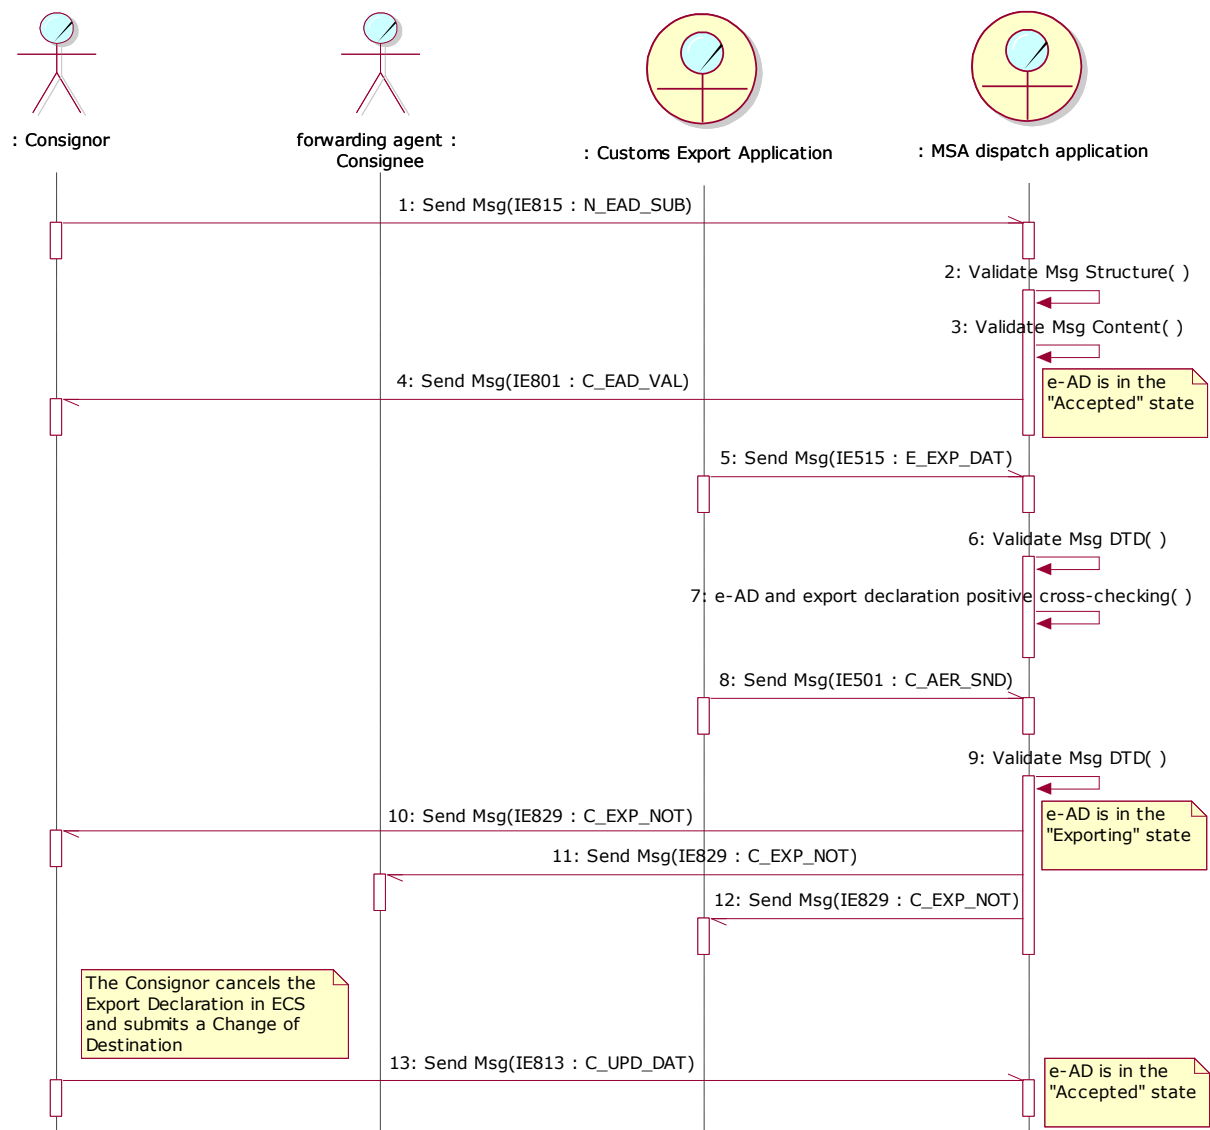 : Consignor
forwarding agent :
Consignee
: Customs Export Application
: MSA dispatch application
1: Send Msg(IE815 : N_EAD_SUB)
2: Validate Msg Structure( )
3: Validate Msg Content( )
4: Send Msg(IE801 : C_EAD_VAL)
e-AD is in the
"Accepted" state
5: Send Msg(IE515 : E_EXP_DAT)
6: Validate Msg DTD( )
7: e-AD and export declaration positive cross-checking( )
8: Send Msg(IE501 : C_AER_SND)
9: Validate Msg DTD( )
10: Send Msg(IE829 : C_EXP_NOT)
e-AD is in the
"Exporting" state
11: Send Msg(IE829 : C_EXP_NOT)
12: Send Msg(IE829 : C_EXP_NOT)
The Consignor cancels the
Export Declaration in ECS
and submits a Change of
Destination
13: Send Msg(IE813 : C_UPD_DAT)
e-AD is in the
"Accepted" state